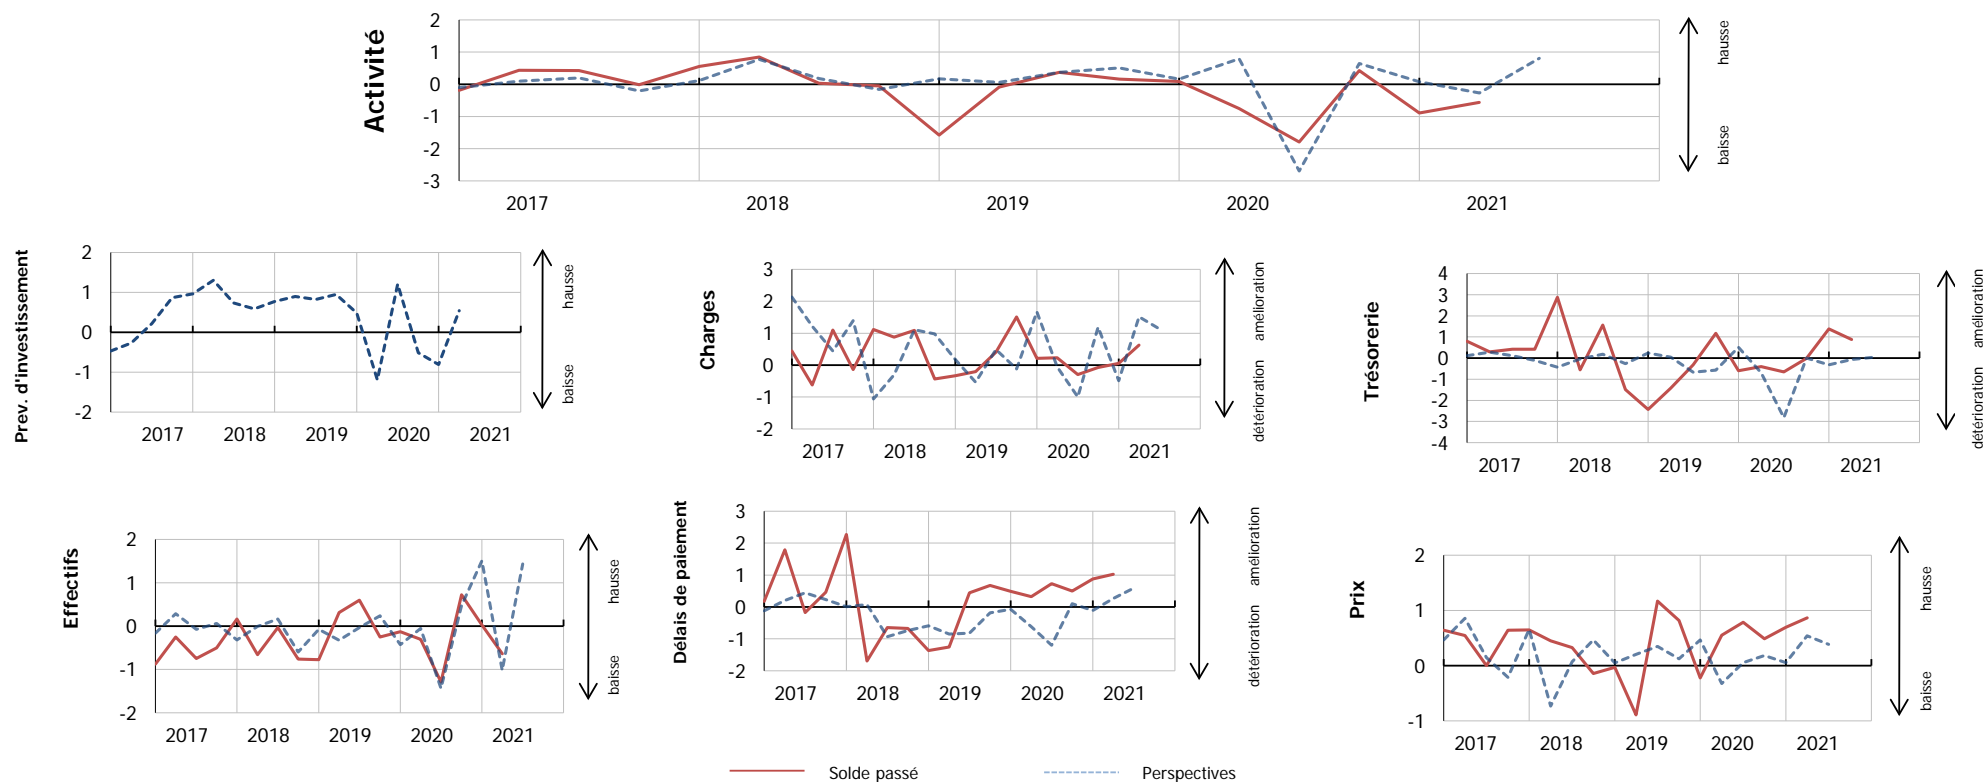 Activité
2
1
0
-1
-2
-3
2017 2018 2019 2020 2021
hausse
baisse
Prev. d'investissement
2
1
0
-1
-2
2017 2018 2019 2020 2021
hausse
baisse
Charges
3
2
1
0
-1
-2
2017 2018 2019 2020 2021
amélioration
détérioration
Trésorerie
4
3
2
1
0
-1
-2
-3
-4
2017 2018 2019 2020 2021
amélioration
détérioration
Effectifs
2
1
0
-1
-2
2017 2018 2019 2020 2021
hausse
baisse
Délais de paiement
3
2
1
0
-1
-2
2017 2018 2019 2020 2021
amélioration
détérioration
Prix
2
1
0
-1
2017 2018 2019 2020 2021
hausse
baisse
Solde passé Perspectives